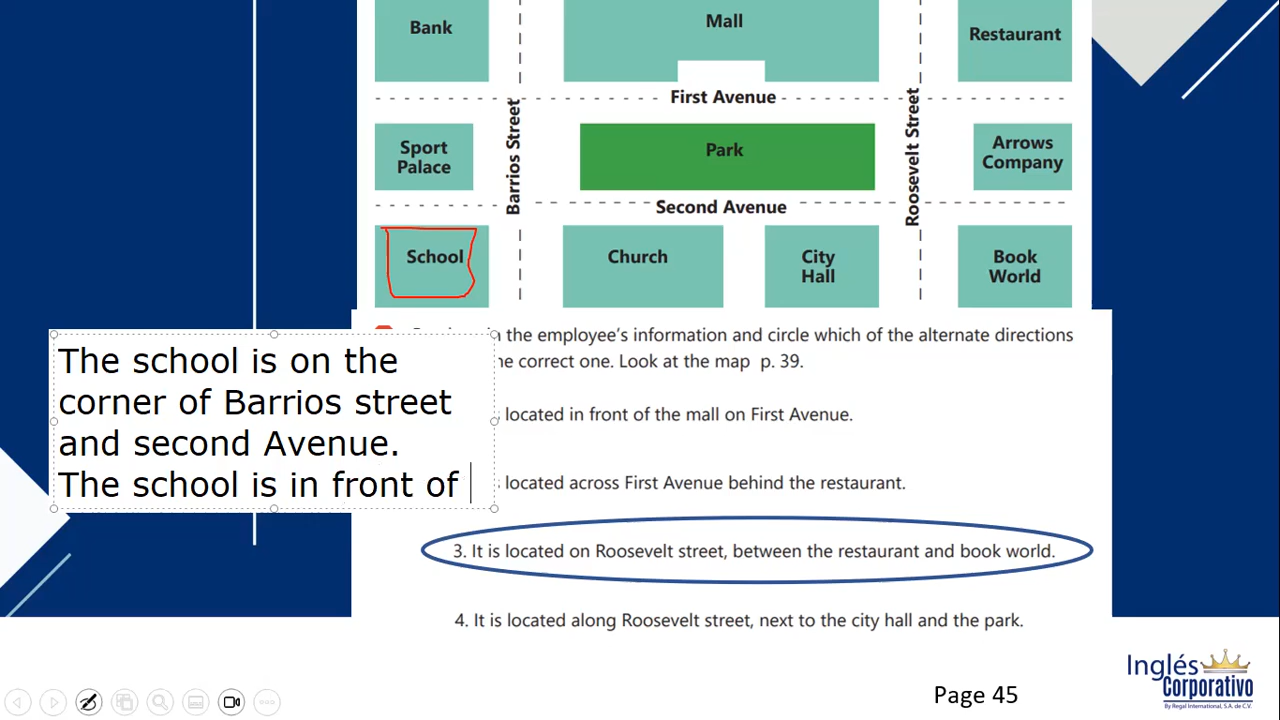 Bank
Mall
Restaurant
First Avenue
Barrios Street
Roosevelt Street
Sport
Palace
Park
Arrows
Company
Second Avenue
School
Church
City
Hall
Book
World
in the employee's information and circle which of the alternate directions
correct one. Look at the map p. 39.
located in front of the mall on First Avenue.
located across First Avenue behind the restaurant.
3. It is located on Roosevelt street, between the restaurant and book world.
4. It is located along Roosevelt street, next to the city hall and the park.
The school is on the
corner of Barrios street
and second Avenue.
The school is in front of
Page 45
Inglés
Corporativo
By Regal International, S.A. de C.V.